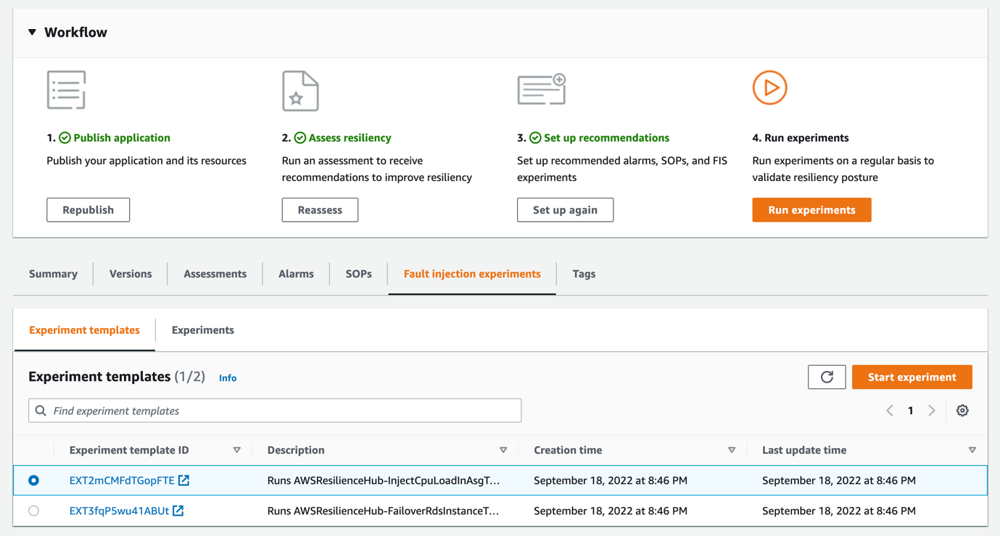 Workflow
1. Publish application
Publish your application and its resources
Republish
2. Assess resiliency
Run an assessment to receive
recommendations to improve resiliency
Reassess
3. Set up recommendations
Set up recommended alarms, SOPs, and FIS
experiments
Set up again
4. Run experiments
Run experiments on a regular basis to
validate resiliency posture
Run experiments
Summary Versions Assessments Alarms SOPs Fault injection experiments Tags
Experiment templates Experiments
Experiment templates (1/2) Info
Start experiment
Find experiment templates
1
Experiment template ID Description Creation time Last update time
EXT2mCMFdTGopFTE Runs AWSResilienceHub-InjectCpuLoadInAsgT... September 18, 2022 at 8:46 PM September 18, 2022 at 8:46 PM
EXT3fqP5wu41ABUt Runs AWSResilienceHub-FailoverRdsInstanceT... September 18, 2022 at 8:46 PM September 18, 2022 at 8:46 PM